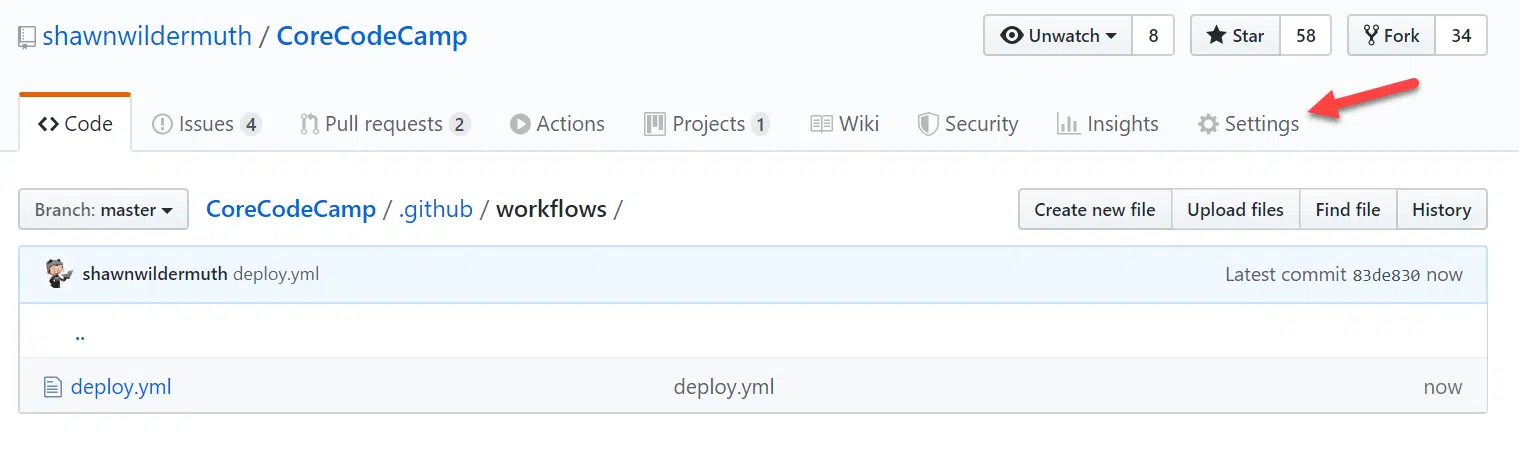 shawnwildermuth / CoreCodeCamp Unwatch 8 Star 58 Fork 34
<> Code Issues 4 Pull requests 2 Actions Projects 1 Wiki Security Insights Settings
Branch: master CoreCodeCamp / .github / workflows / Create new file Upload files Find file History
shawnwildermuth deploy.yml Latest commit 83de830 now
..
deploy.yml deploy.yml now